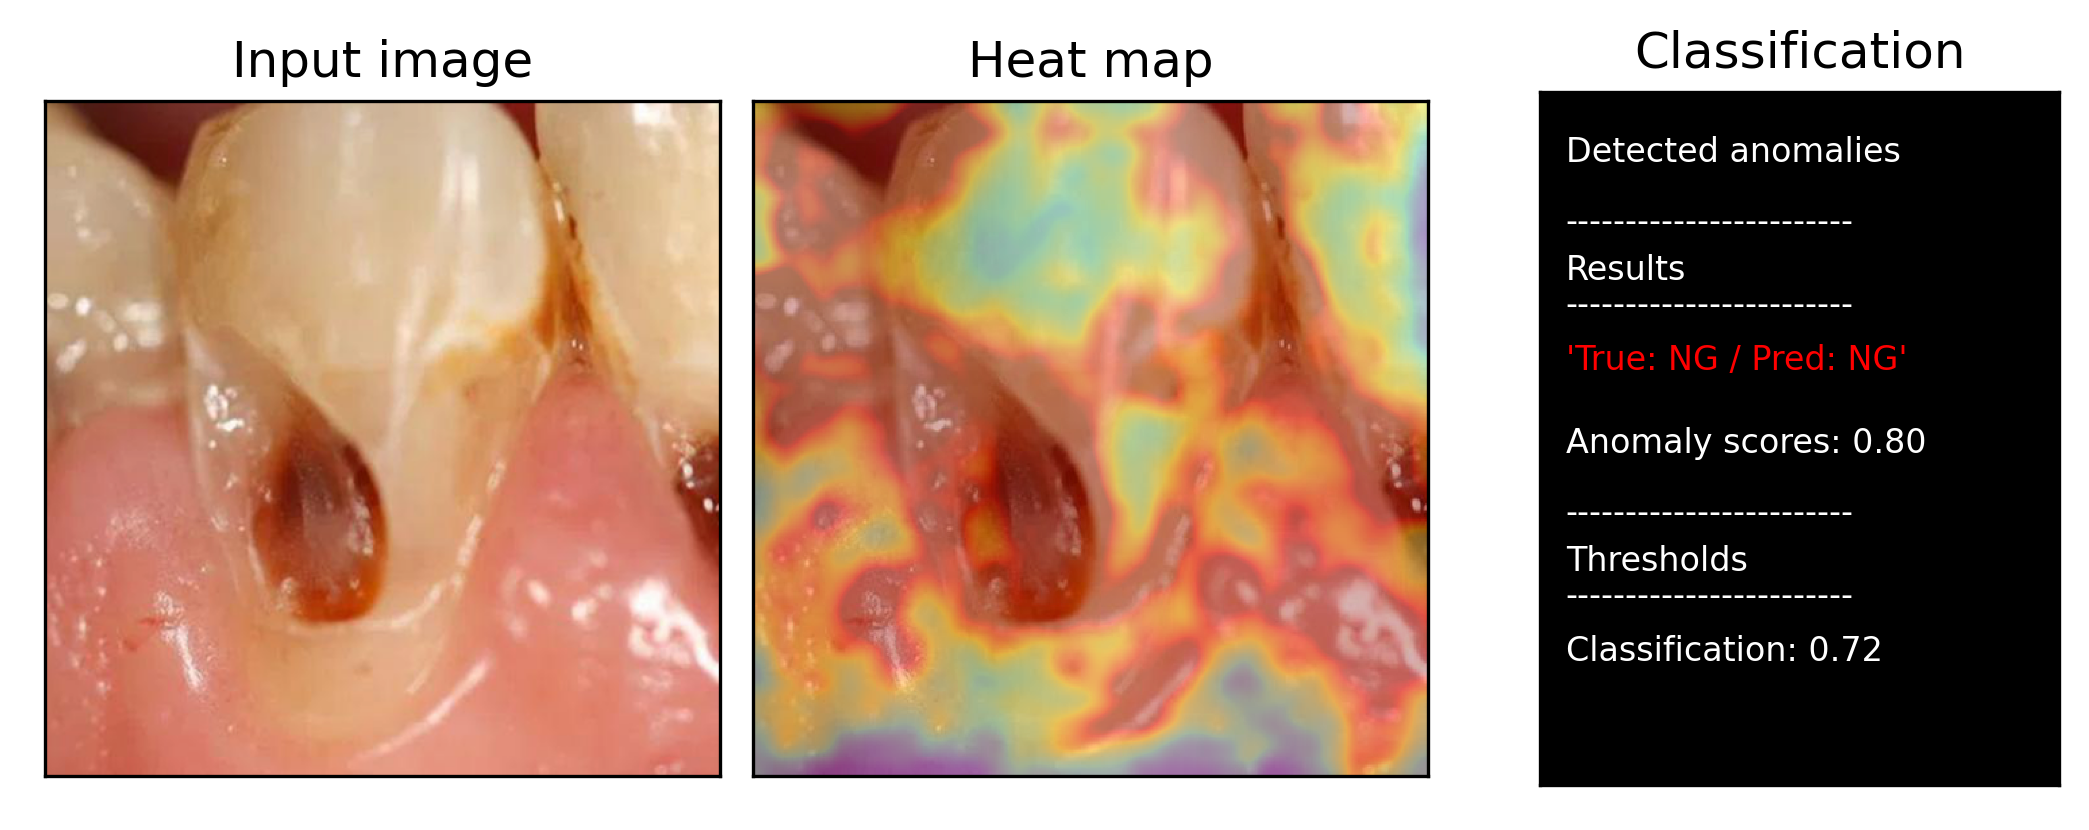 Input image
Heat map
Classification
Detected anomalies
------------------------
Results
------------------------
'True: NG / Pred: NG'
Anomaly scores: 0.80
------------------------
Thresholds
------------------------
Classification: 0.72